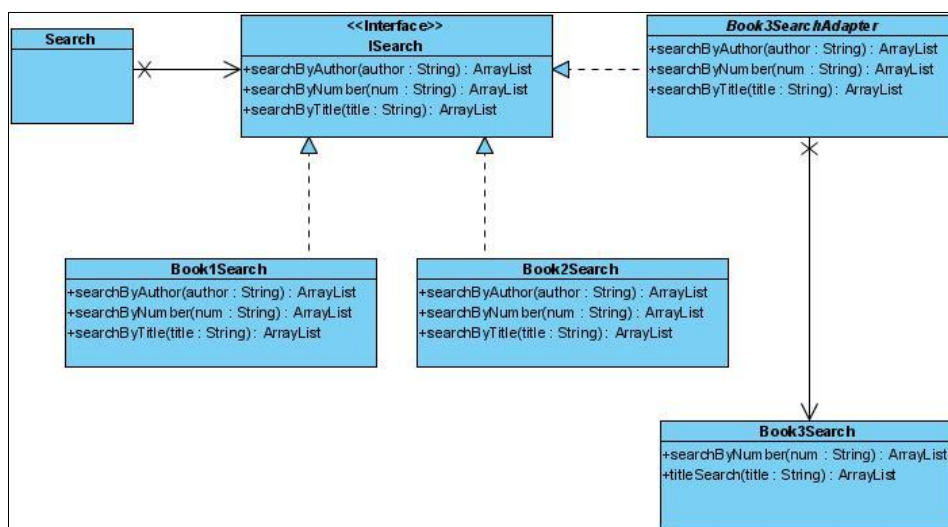 Search
<<Interface>>
ISearch
+searchByAuthor(author : String) : ArrayList
+searchByNumber(num : String) : ArrayList
+searchByTitle(title : String) : ArrayList
Book3SearchAdapter
+searchByAuthor(author : String) : ArrayList
+searchByNumber(num : String) : ArrayList
+searchByTitle(title : String) : ArrayList
Book1Search
+searchByAuthor(author : String) : ArrayList
+searchByNumber(num : String) : ArrayList
+searchByTitle(title : String) : ArrayList
Book2Search
+searchByAuthor(author : String) : ArrayList
+searchByNumber(num : String) : ArrayList
+searchByTitle(title : String) : ArrayList
Book3Search
+searchByNumber(num : String) : ArrayList
+titleSearch(title : String) : ArrayList